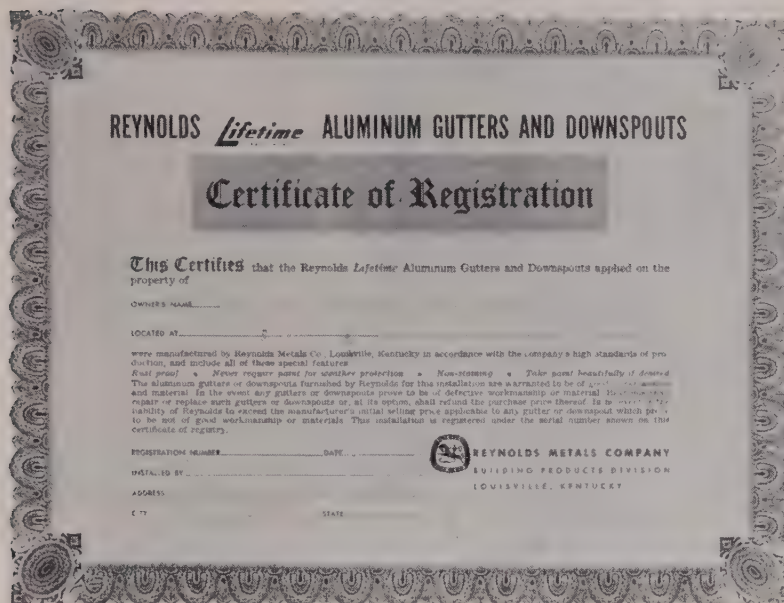 REYNOLDS Lifetime ALUMINUM GUTTERS AND DOWNSPOUTS
Certificate of Registration
This Certifies that the Reynolds Lifetime Aluminum Gutters and Downspouts applied on the
property of
OWNER'S NAME
LOCATED AT
were manufactured by Reynolds Metals Co., Louisville, Kentucky in accordance with the company's high standards of pro-
duction, and include all of these special features
Rust proof • Never require paint for weather protection • Non-staining • Take paint beautifully if desired
The aluminum gutters or downspouts furnished by Reynolds for this installation are warranted to be of good
and material. In the event any gutters or downspouts prove to be of defective workmanship or material
repair or replace such gutters or downspouts or, at its option, shall refund the purchase price thereof. In
liability of Reynolds to exceed the manufacturer's initial selling price applicable to any gutter or downspout which
to be not of good workmanship or materials. This installation is registered under the serial number shown on this
certificate of registry.
REGISTRATION NUMBER DATE
INSTALLED BY
ADDRESS
CITY STATE
REYNOLDS METALS COMPANY
BUILDING PRODUCTS DIVISION
LOUISVILLE, KENTUCKY